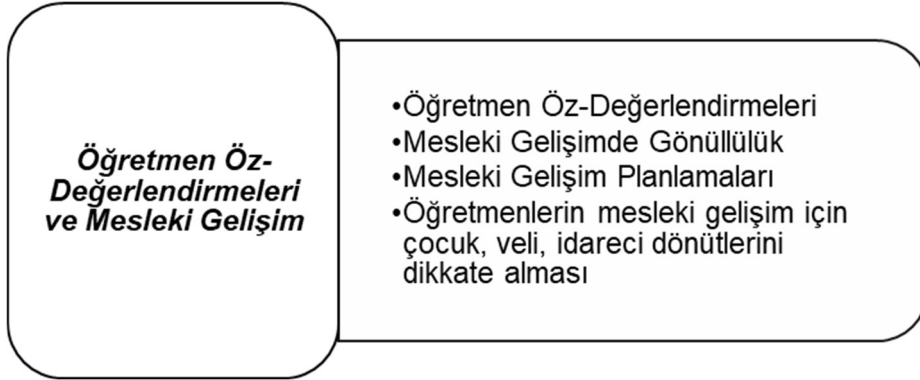 Öğretmen Öz-
Değerlendirmeleri
ve Mesleki Gelişim
•Öğretmen Öz-Değerlendirmeleri
•Mesleki Gelişimde Gönüllülük
•Mesleki Gelişim Planlamaları
•Öğretmenlerin mesleki gelişim için
çocuk, veli, idareci dönütlerini
dikkate alması